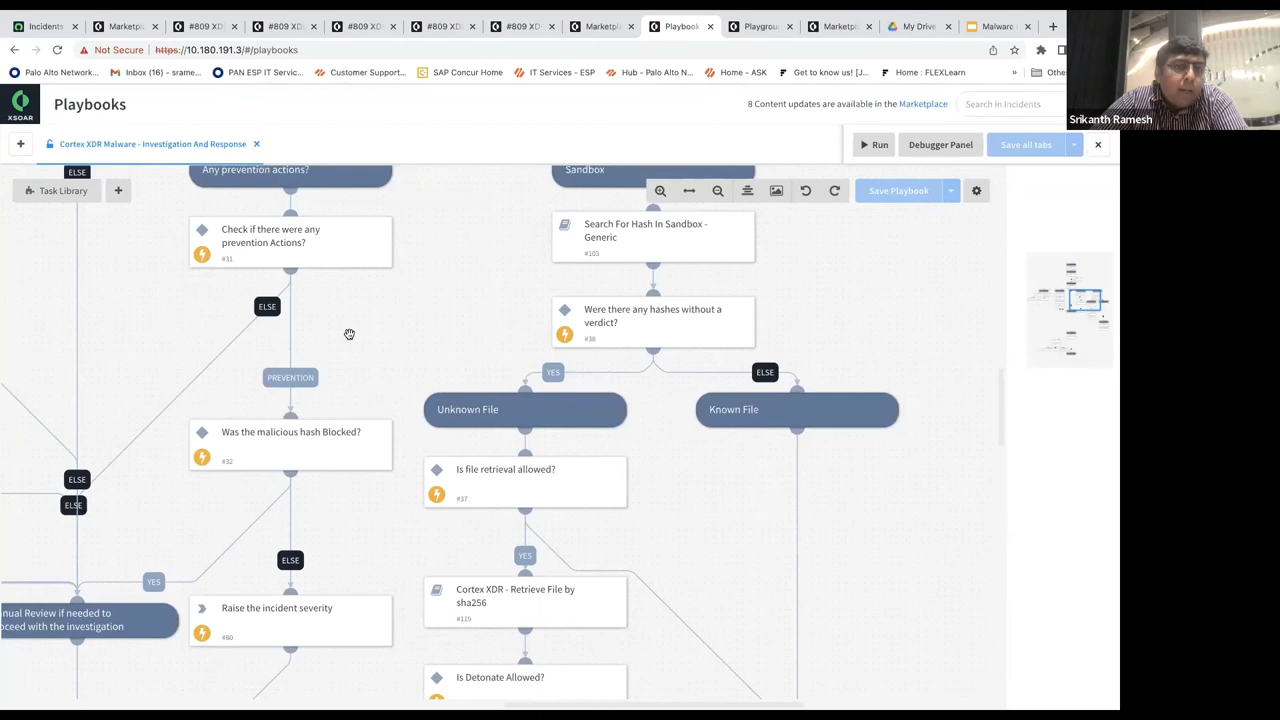 Incidents
Marketpl
#809 XD
#809 XD
#809 XD
#809 XD
#809 XD
Marketpla
Playbook
Playgroun
Marketpl
My Drive
Malware
Not Secure
https://10.180.191.3/#/playbooks
Palo Alto Network...
Inbox (16) - srame...
PAN ESP IT Servic...
Customer Support...
SAP Concur Home
IT Services - ESP
Hub - Palo Alto N...
Home - ASK
Get to know us! [J...
Home : FLEXLearn
»
Othe
XSOAR
Playbooks
8 Content updates are available in the Marketplace
Search in Incidents
Srikanth Ramesh
Cortex XDR Malware - Investigation And Response
Run
Debugger Panel
Save all tabs
Task Library
Save Playbook
ELSE
Any prevention actions?
Sandbox
Check if there were any
prevention Actions?
#31
Search For Hash In Sandbox -
Generic
#103
ELSE
Were there any hashes without a
verdict?
#38
PREVENTION
YES
ELSE
Unknown File
Known File
Was the malicious hash Blocked?
#32
Is file retrieval allowed?
#37
ELSE
ELSE
ELSE
YES
YES
Cortex XDR - Retrieve File by
sha256
#119
anual Review if needed to
oceed with the investigation
Raise the incident severity
#80
Is Detonate Allowed?